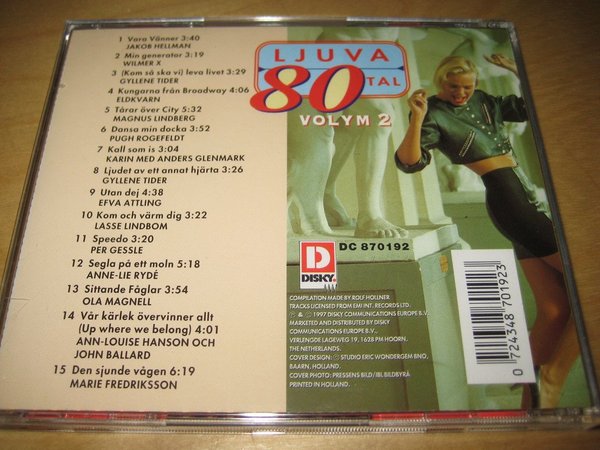 1 Vara Vänner 3:40
JAKOB HELLMAN
2 Min generator 3:19
WILMER X
3 (Kom så ska vi) leva livet 3:29
GYLLENE TIDER
4 Kungarna från Broadway 4:06
ELDKVARN
5 Tårar över City 5:32
MAGNUS LINDBERG
6 Dansa min docka 3:52
PUGH ROGEFELDT
7 Kall som is 3:04
KARIN MED ANDERS GLENMARK
8 Ljudet av ett annat hjärta 3:26
GYLLENE TIDER
9 Utan dej 4:38
EFVA ATTLING
10 Kom och värm dig 3:22
LASSE LINDBOM
11 Speedo 3:20
PER GESSLE
12 Segla på ett moln 5:18
ANNE-LIE RYDÉ
13 Sittande Fåglar 3:54
OLA MAGNELL
14 Vår kärlek övervinner allt
(Up where we belong) 4:01
ANN-LOUISE HANSON OCH
JOHN BALLARD
15 Den sjunde vågen 6:19
MARIE FREDRIKSSON
LJUVA
80 TAL
VOLYM 2
D
DISKY
DC 870192
COMPILATION MADE BY ROLF HOLLNER
TRACKS LICENSED FROM EMI INT. RECORDS LTD.
℗ & © 1997 DISKY COMMUNICATIONS EUROPE B.V.
MARKETED AND DISTRIBUTED BY DISKY
COMMUNICATIONS EUROPE B.V.,
VERLENGDE LAGEWEG 19, 1628 PM HOORN,
THE NETHERLANDS.
COVER DESIGN: © STUDIO ERIC WONDERGEM BNO,
BAARN, HOLLAND.
COVER PHOTO: PRESSENS BILD/IBL BILDBYRÅ
PRINTED IN HOLLAND.
0 724348 701923